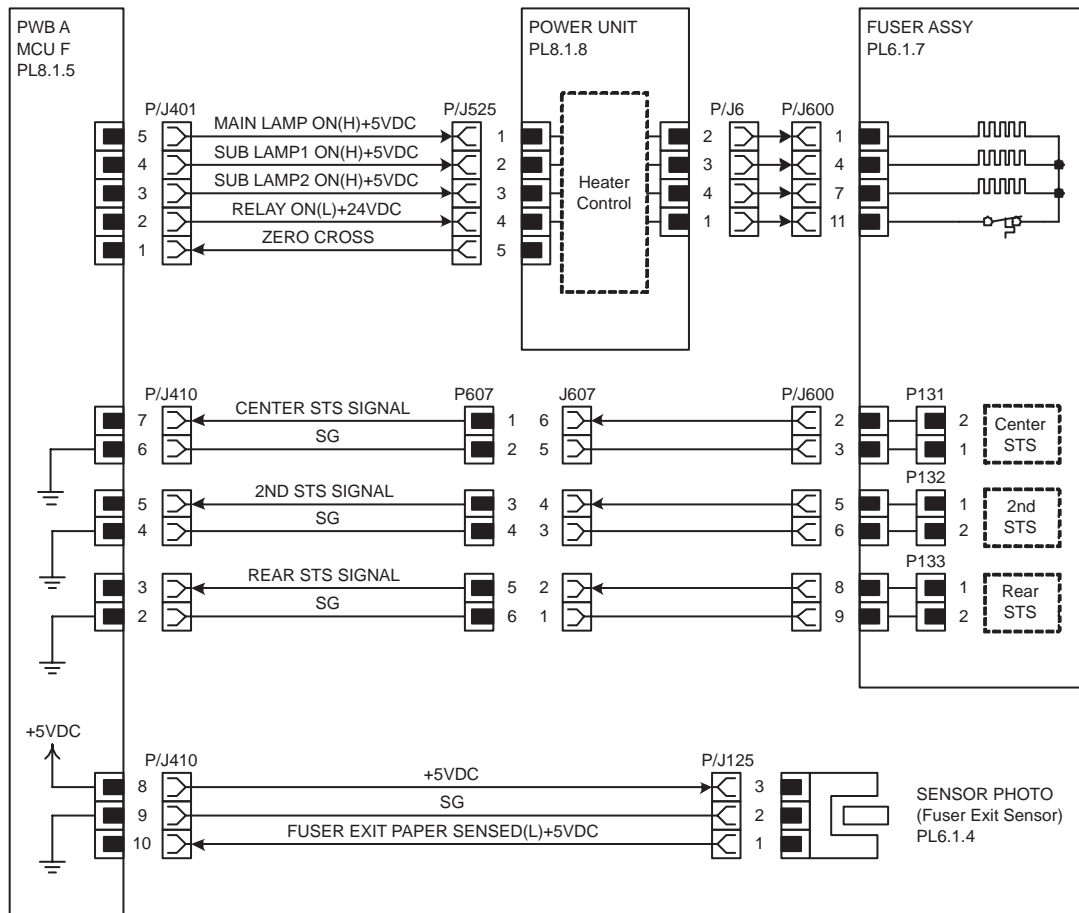 PWB A
MCU F
PL8.1.5
POWER UNIT
PL8.1.8
FUSER ASSY
PL6.1.7
P/J401
P/J525
P/J6
P/J600
5 MAIN LAMP ON(H)+5VDC 1 2 1
4 SUB LAMP1 ON(H)+5VDC 2 3 4
3 SUB LAMP2 ON(H)+5VDC 3 4 7
2 RELAY ON(L)+24VDC 4 1 11
1 ZERO CROSS 5
Heater
Control
P/J410
P607
J607
P/J600
P131
7 CENTER STS SIGNAL 1 6 2 2
6 SG 2 5 3 1
Center
STS
P132
5 2ND STS SIGNAL 3 4 5 1
4 SG 4 3 6 2
2nd
STS
P133
3 REAR STS SIGNAL 5 2 8 1
2 SG 6 1 9 2
Rear
STS
+5VDC
P/J410
P/J125
8 +5VDC 3
9 SG 2
10 FUSER EXIT PAPER SENSED(L)+5VDC 1
SENSOR PHOTO
(Fuser Exit Sensor)
PL6.1.4